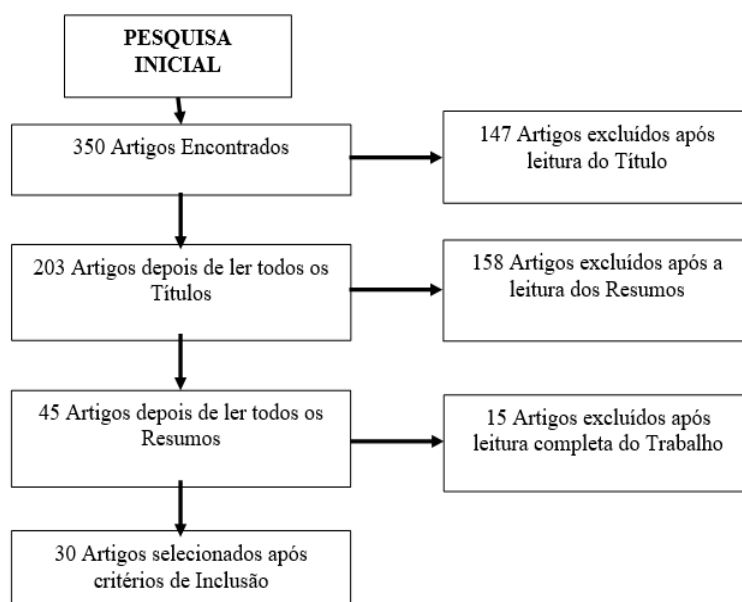 PESQUISA
INICIAL
350 Artigos Encontrados
147 Artigos excluídos após
leitura do Título
203 Artigos depois de ler todos os
Títulos
158 Artigos excluídos após a
leitura dos Resumos
45 Artigos depois de ler todos os
Resumos
15 Artigos excluídos após
leitura completa do Trabalho
30 Artigos selecionados após
critérios de Inclusão